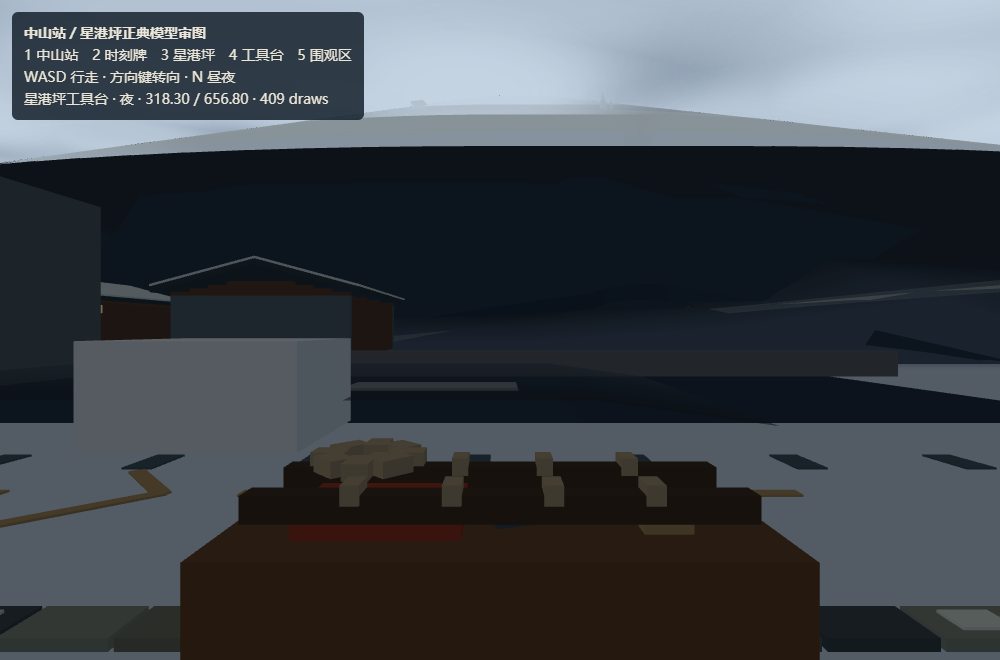 中山站 / 星港坪正典模型审图
1 中山站 2 时刻牌 3 星港坪 4 工具台 5 围观区
WASD 行走 · 方向键转向 · N 昼夜
星港坪工具台 · 夜 · 318.30 / 656.80 · 409 draws